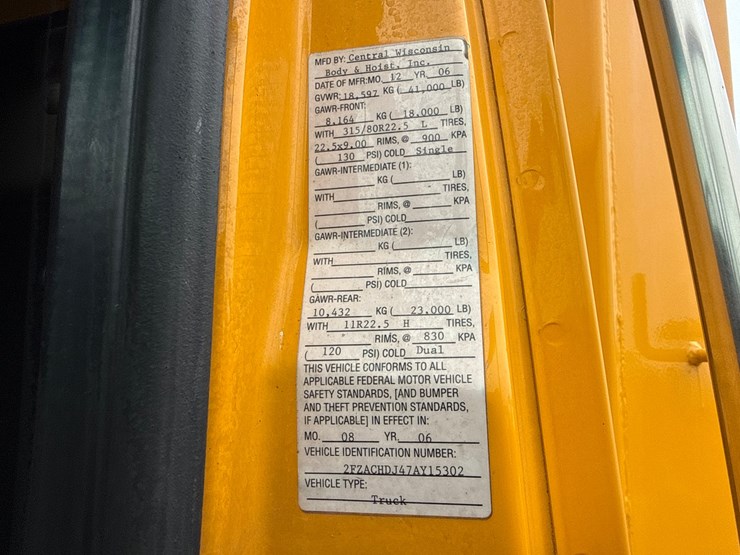 MFD BY: Central Wisconsin
Body & Hoist, Inc.
DATE OF MFR: MO. 12 YR. 06
GVWR: 18,597 KG ( 41,000 LB)
GAWR-FRONT:
8.164 KG ( 18.000 LB)
WITH 315/80R22.5 L TIRES,
22.5x9.00 RIMS, @ 900 KPA
( 130 PSI) COLD Single
GAWR-INTERMEDIATE (1):
KG ( LB)
WITH TIRES,
RIMS, @ KPA
( PSI) COLD
GAWR-INTERMEDIATE (2):
KG ( LB)
WITH TIRES.
RIMS, @ KPA
( PSI) COLD
GAWR-REAR:
10,432 KG ( 23.000 LB)
WITH 11R22.5 H TIRES,
RIMS, @ 830 KPA
( 120 PSI) COLD Dual
THIS VEHICLE CONFORMS TO ALL
APPLICABLE FEDERAL MOTOR VEHICLE
SAFETY STANDARDS, [AND BUMPER
AND THEFT PREVENTION STANDARDS,
IF APPLICABLE] IN EFFECT IN:
MO. 08 YR. 06
VEHICLE IDENTIFICATION NUMBER:
2FZACHDJ47AY15302
VEHICLE TYPE:
Truck